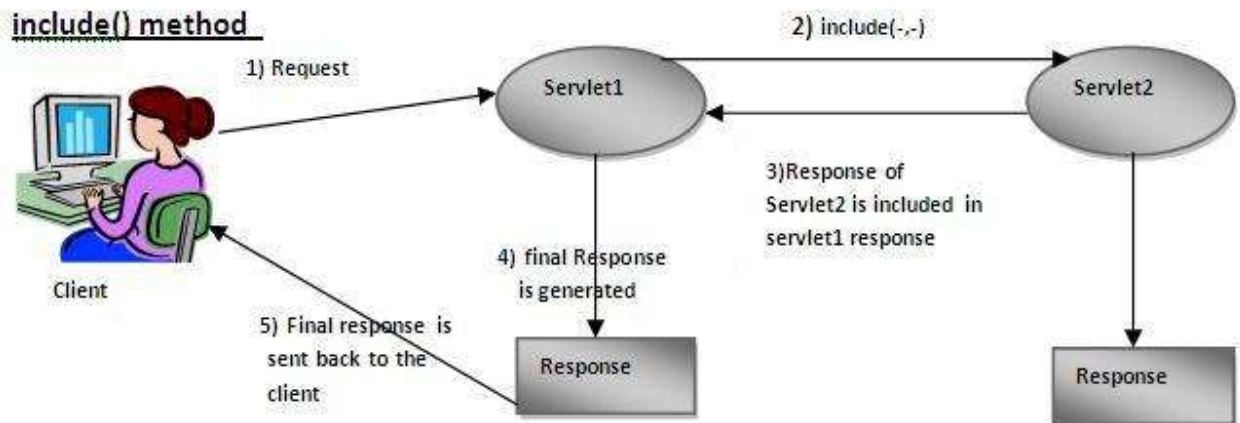 include() method
1) Request
2) include(-,-)
Servlet1
Servlet2
3)Response of
Servlet2 is included in
servlet1 response
4) final Response
is generated
Client
5) Final response is
sent back to the
client
Response
Response